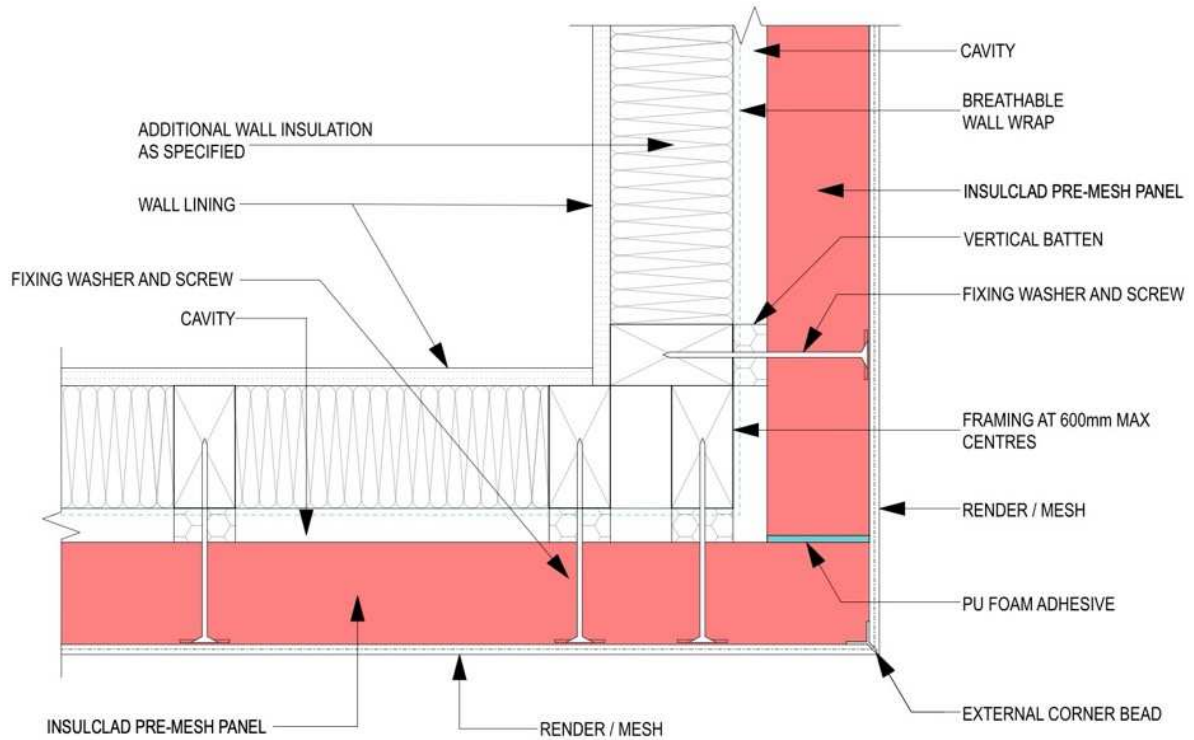 CAVITY
BREATHABLE
WALL WRAP
ADDITIONAL WALL INSULATION
AS SPECIFIED
INSULCLAD PRE-MESH PANEL
WALL LINING
VERTICAL BATTEN
FIXING WASHER AND SCREW
FIXING WASHER AND SCREW
CAVITY
FRAMING AT 600mm MAX
CENTRES
RENDER / MESH
PU FOAM ADHESIVE
EXTERNAL CORNER BEAD
INSULCLAD PRE-MESH PANEL
RENDER / MESH